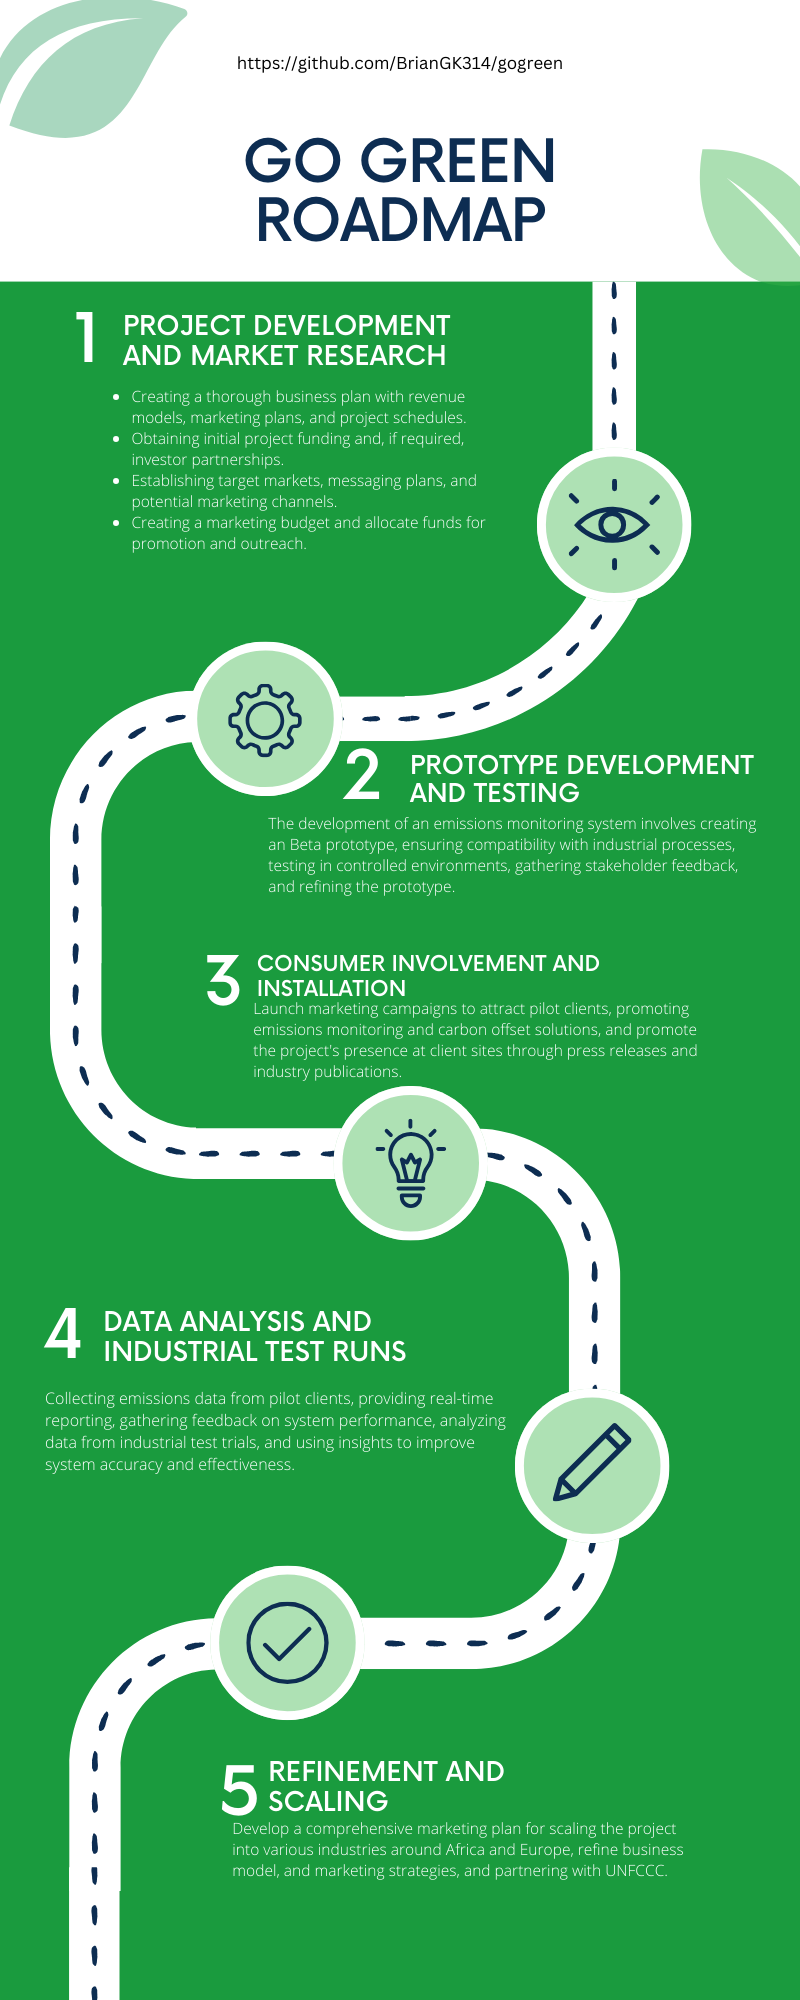 https://github.com/BrianGK314/gogreen
GO GREEN
ROADMAP
1
PROJECT DEVELOPMENT
AND MARKET RESEARCH
• Creating a thorough business plan with revenue
models, marketing plans, and project schedules.
• Obtaining initial project funding and, if required,
investor partnerships.
• Establishing target markets, messaging plans, and
potential marketing channels.
• Creating a marketing budget and allocate funds for
promotion and outreach.
2
PROTOTYPE DEVELOPMENT
AND TESTING
The development of an emissions monitoring system involves creating
an Beta prototype, ensuring compatibility with industrial processes,
testing in controlled environments, gathering stakeholder feedback,
and refining the prototype.
3
CONSUMER INVOLVEMENT AND
INSTALLATION
Launch marketing campaigns to attract pilot clients, promoting
emissions monitoring and carbon offset solutions, and promote
the project's presence at client sites through press releases and
industry publications.
4
DATA ANALYSIS AND
INDUSTRIAL TEST RUNS
Collecting emissions data from pilot clients, providing real-time
reporting, gathering feedback on system performance, analyzing
data from industrial test trials, and using insights to improve
system accuracy and effectiveness.
5
REFINEMENT AND
SCALING
Develop a comprehensive marketing plan for scaling the project
into various industries around Africa and Europe, refine business
model, and marketing strategies, and partnering with UNFCCC.